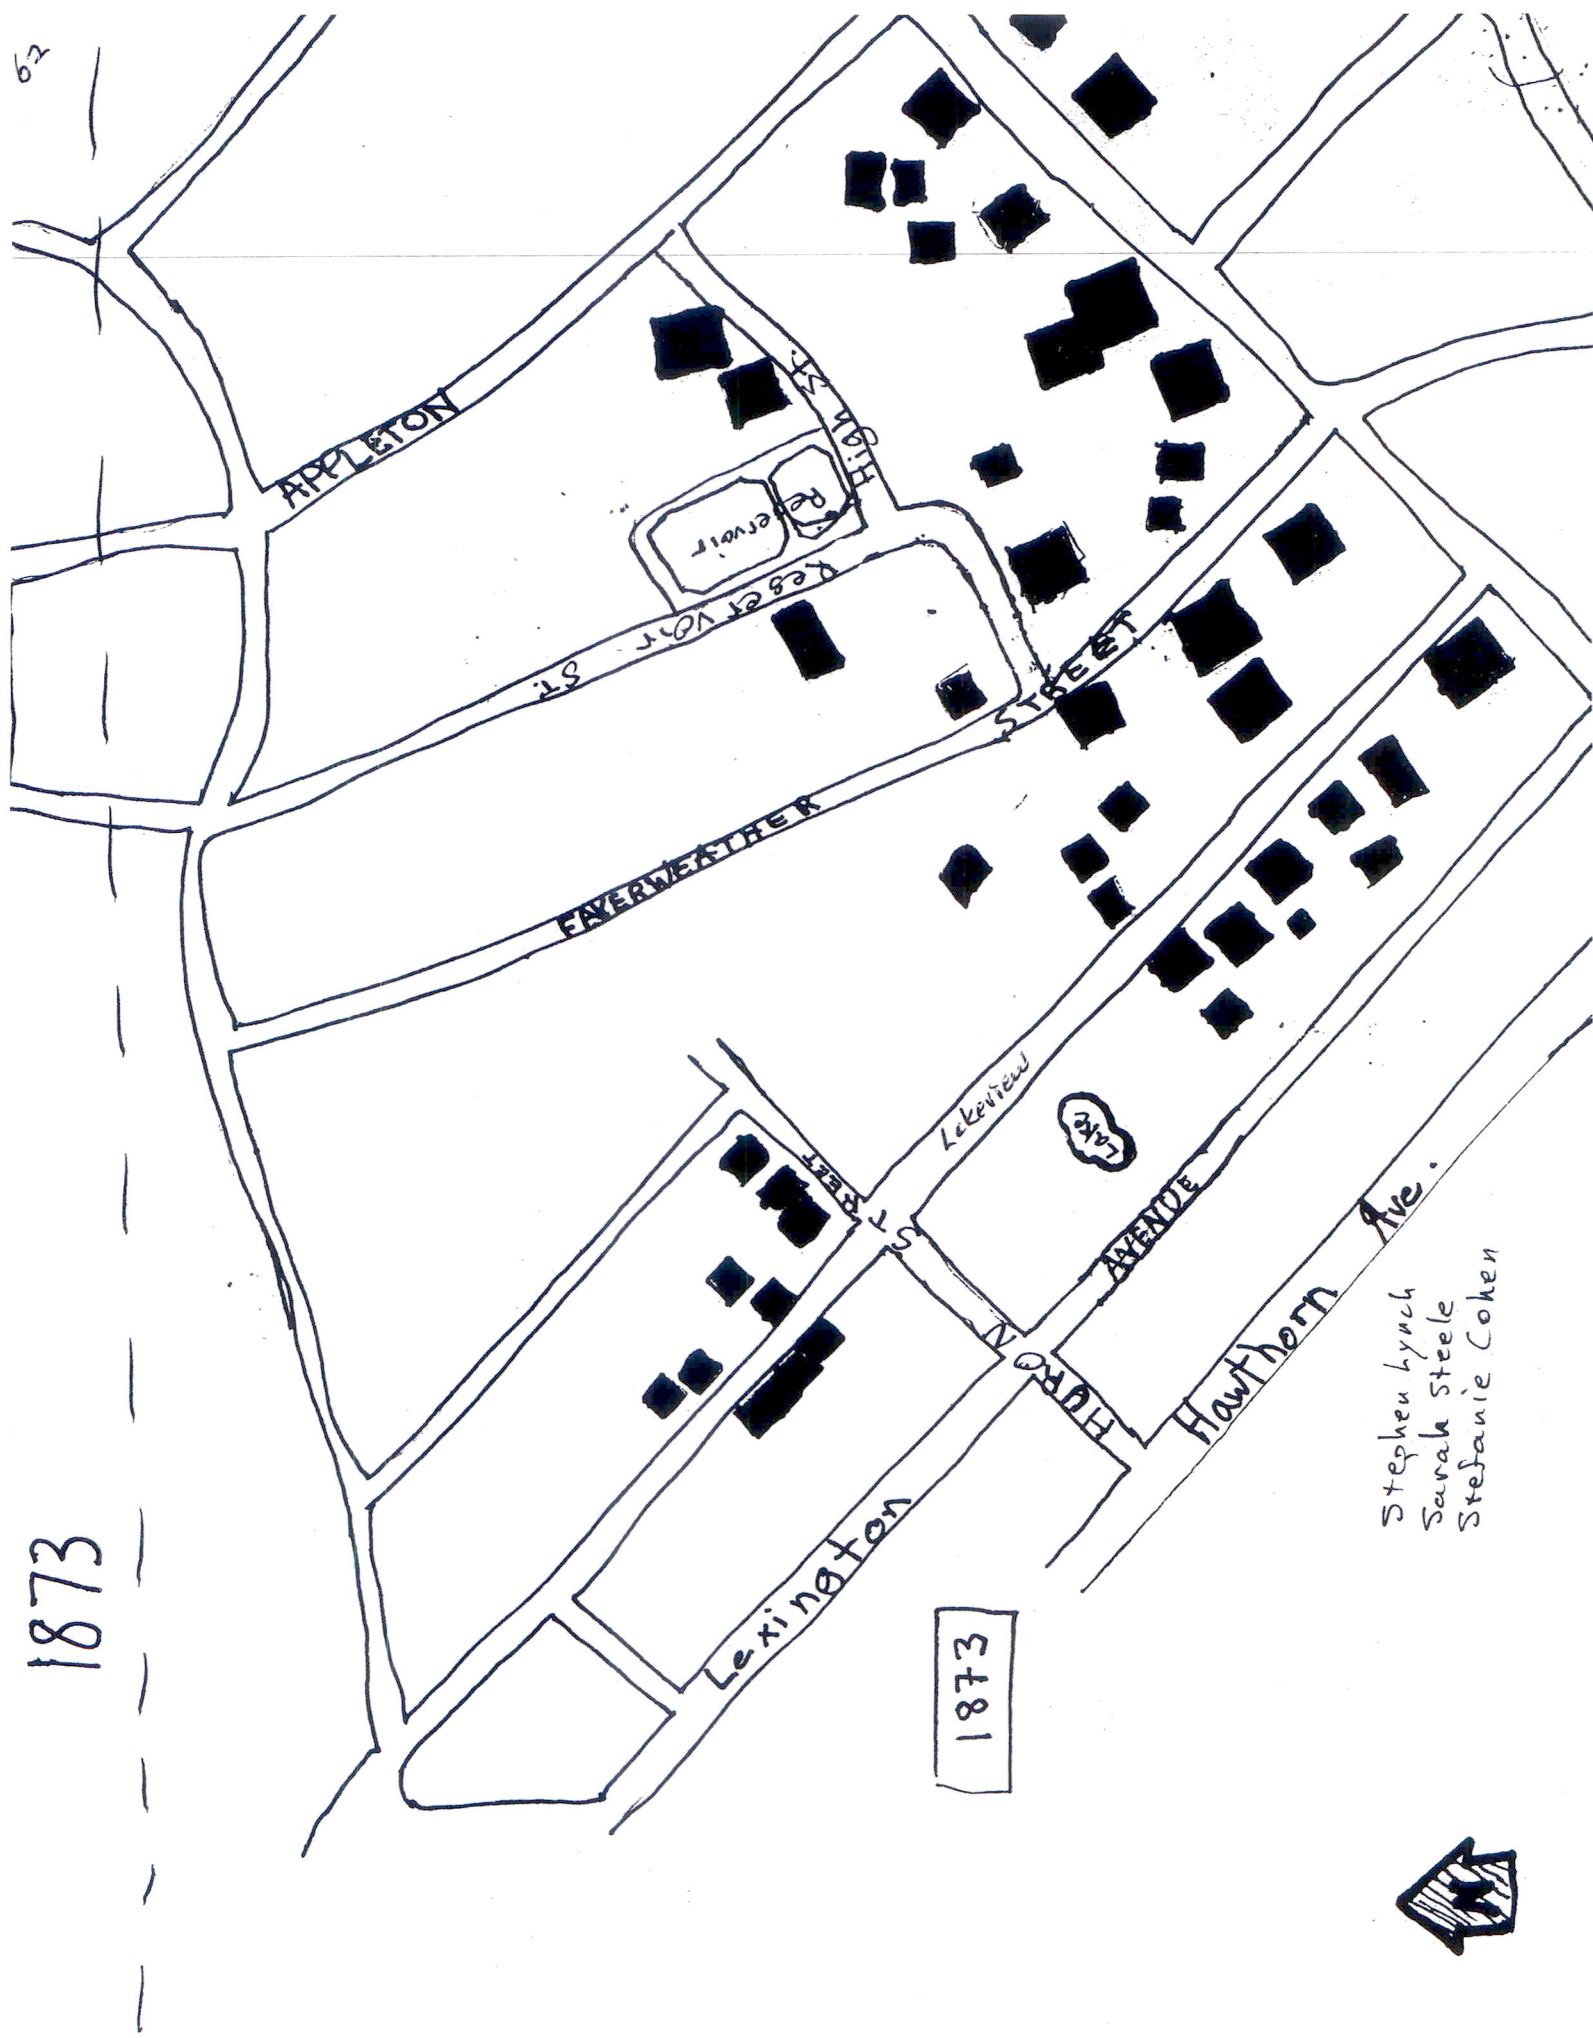 62
1873
APPLETON
High St.
Reservoir
Reservoir St.
FAYERWEATHER STREET
Lakeview
Lake
AVENUE
HURON STREET
Lexington
Hawthorn Ave.
1873
Stephen Lynch
Sarah Steele
Stefanie Cohen
N